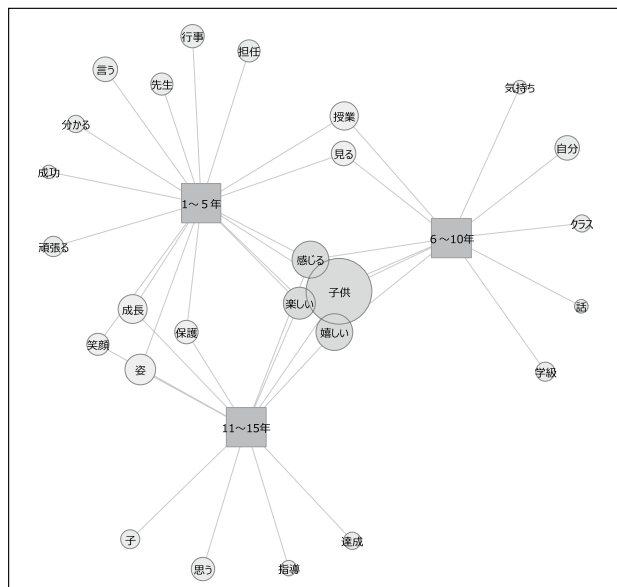 行事
担任
言う
先生
気持ち
分かる
授業
自分
見る
成功
1～5年
クラス
6～10年
頑張る
感じる
子供
楽しい
話
成長
保護
嬉しい
笑顔
姿
学級
11～15年
子
達成
思う
指導